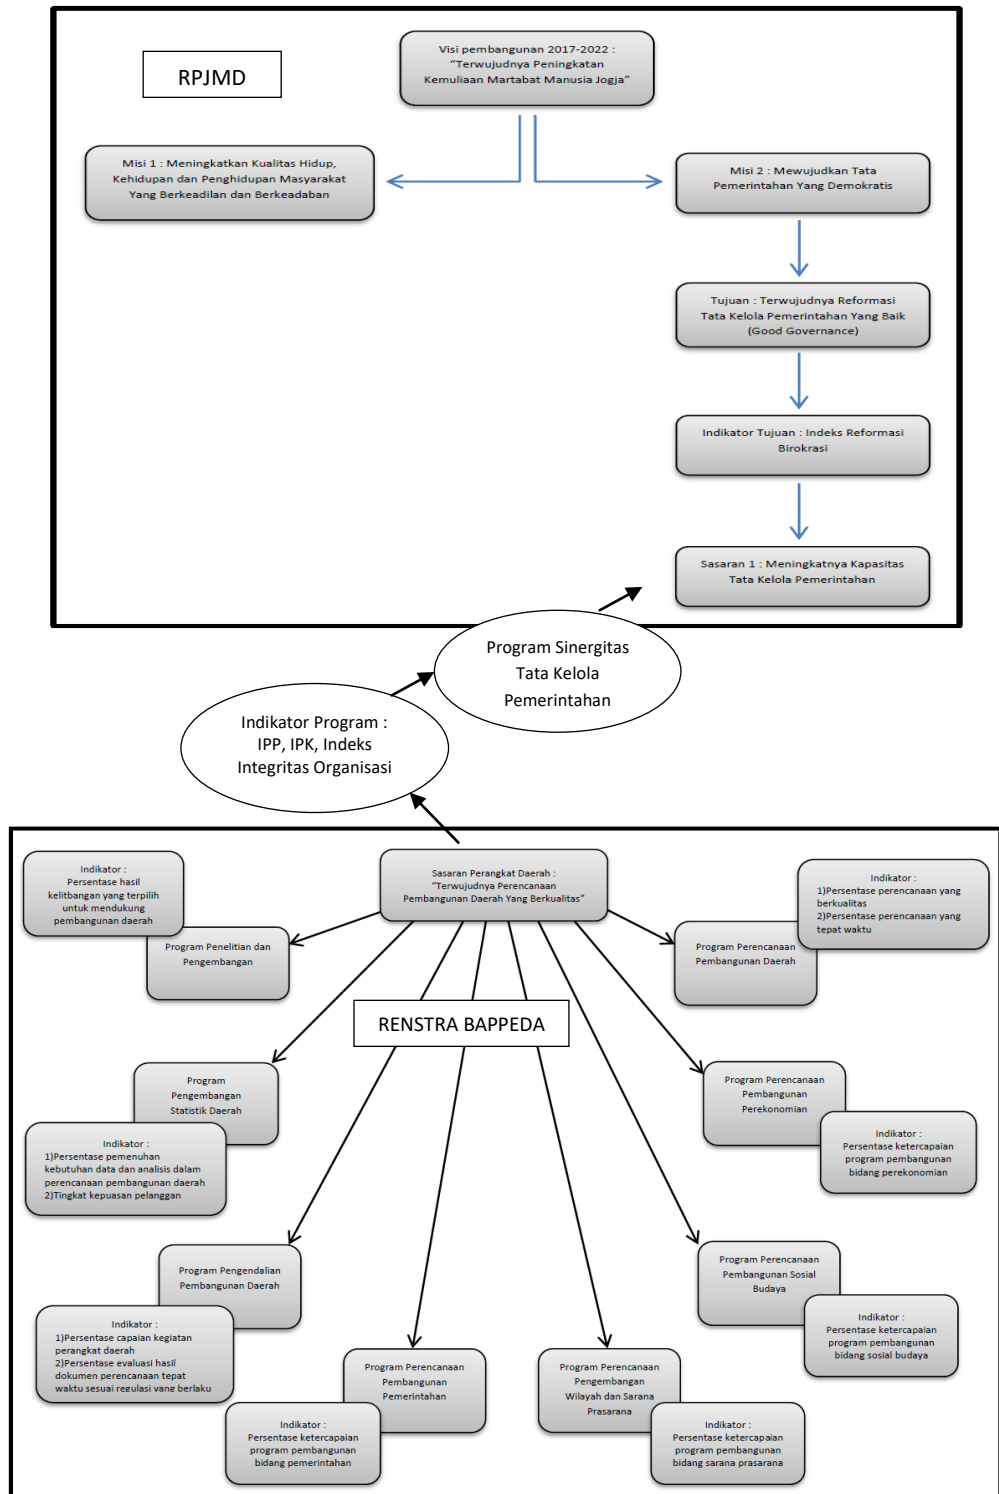 RPJMD
Visi pembangunan 2017-2022 :
“Terwujudnya Peningkatan
Kemuliaan Martabat Manusia Jogja”
Misi 1 : Meningkatkan Kualitas Hidup,
Kehidupan dan Penghidupan Masyarakat
Yang Berkeadilan dan Berkeadaban
Misi 2 : Mewujudkan Tata
Pemerintahan Yang Demokratis
Tujuan : Terwujudnya Reformasi
Tata Kelola Pemerintahan Yang Baik
(Good Governance)
Indikator Tujuan : Indeks Reformasi
Birokrasi
Sasaran 1 : Meningkatnya Kapasitas
Tata Kelola Pemerintahan
Program Sinergitas
Tata Kelola
Pemerintahan
Indikator Program :
IPP, IPK, Indeks
Integritas Organisasi
Sasaran Perangkat Daerah :
“Terwujudnya Perencanaan
Pembangunan Daerah Yang Berkualitas”
Indikator :
Persentase hasil
kelitbangan yang terpilih
untuk mendukung
pembangunan daerah
Program Penelitian dan
Pengembangan
Indikator :
1)Persentase perencanaan yang
berkualitas
2)Persentase perencanaan yang
tepat waktu
Program Perencanaan
Pembangunan Daerah
RENSTRA BAPPEDA
Program
Pengembangan
Statistik Daerah
Indikator :
1)Persentase pemenuhan
kebutuhan data dan analisis dalam
perencanaan pembangunan daerah
2)Tingkat kepuasan pelanggan
Program Perencanaan
Pembangunan
Perekonomian
Indikator :
Persentase ketercapaian
program pembangunan
bidang perekonomian
Program Pengendalian
Pembangunan Daerah
Indikator :
1)Persentase capaian kegiatan
perangkat daerah
2)Persentase evaluasi hasil
dokumen perencanaan tepat
waktu sesuai regulasi yang berlaku
Program Perencanaan
Pembangunan Sosial
Budaya
Indikator :
Persentase ketercapaian
program pembangunan
bidang sosial budaya
Program Perencanaan
Pembangunan
Pemerintahan
Indikator :
Persentase ketercapaian
program pembangunan
bidang pemerintahan
Program Perencanaan
Pengembangan
Wilayah dan Sarana
Prasarana
Indikator :
Persentase ketercapaian
program pembangunan
bidang sarana prasarana